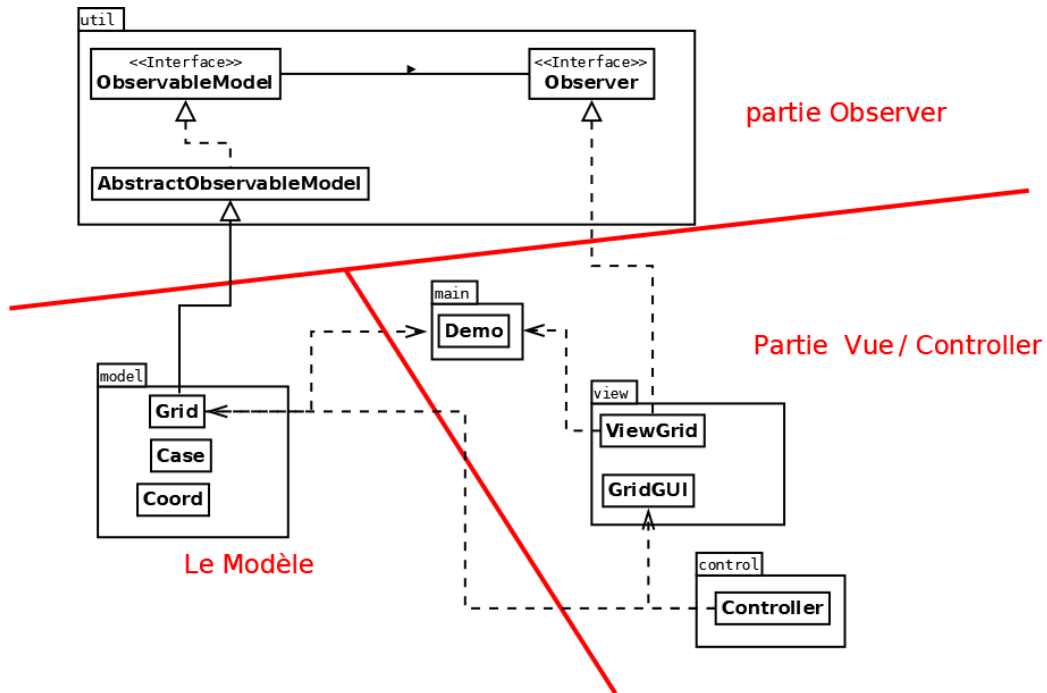 util
<<Interface>>
ObservableModel
<<Interface>>
Observer
partie Observer
AbstractObservableModel
main
Demo
Partie Vue / Controller
model
Grid
Case
Coord
view
ViewGrid
GridGUI
Le Modèle
control
Controller